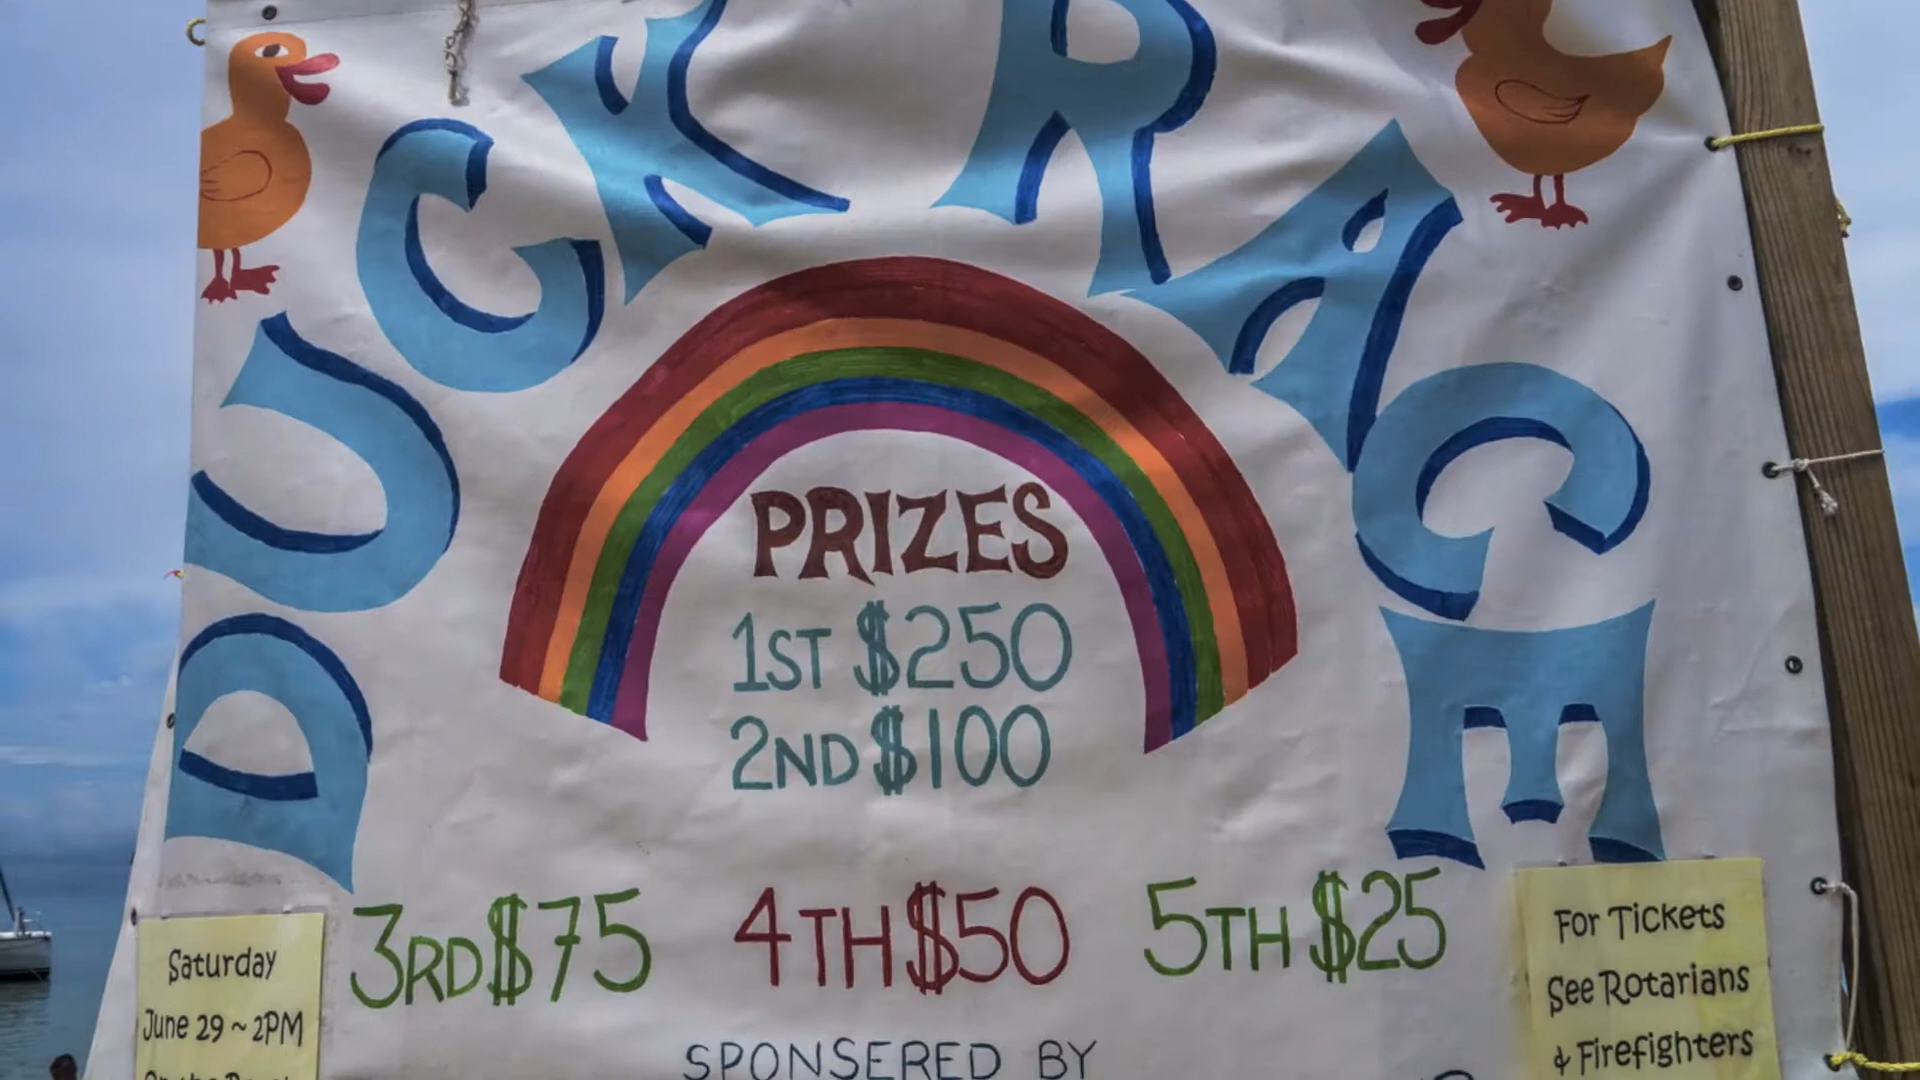 DUCK RACE
PRIZES
1ST $250
2ND $100
3RD $75 4TH $50 5TH $25
Saturday
June 29 ~ 2PM
For Tickets
See Rotarians
& Firefighters
SPONSERED BY